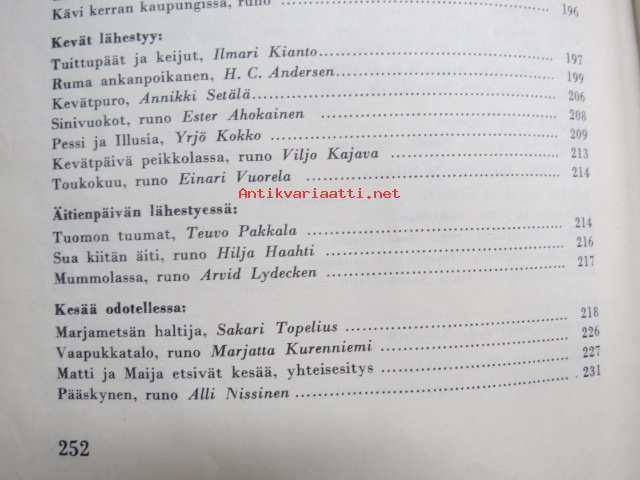 Kävi kerran kaupungissa, runo ........ 196
Kevät lähestyy:
Tuittupäät ja keijut, Ilmari Kianto ........ 197
Ruma ankanpoikanen, H. C. Andersen ........ 199
Kevätpuro, Annikki Setälä ........ 206
Sinivuokot, runo Ester Ahokainen ........ 208
Pessi ja Illusia, Yrjö Kokko ........ 209
Kevätpäivä peikkolassa, runo Viljo Kajava ........ 213
Toukokuu, runo Einari Vuorela ........ 214
Antikvariaatti.net
Äitienpäivän lähestyessä:
Tuomon tuumat, Teuvo Pakkala ........ 214
Sua kiitän äiti, runo Hilja Haahti ........ 216
Mummolassa, runo Arvid Lydecken ........ 217
Kesää odotellessa:
Marjametsän haltija, Sakari Topelius ........ 218
Vaapukkatalo, runo Marjatta Kurenniemi ........ 226
Matti ja Maija etsivät kesää, yhteisesitys ........ 227
Pääskynen, runo Alli Nissinen ........ 231
252